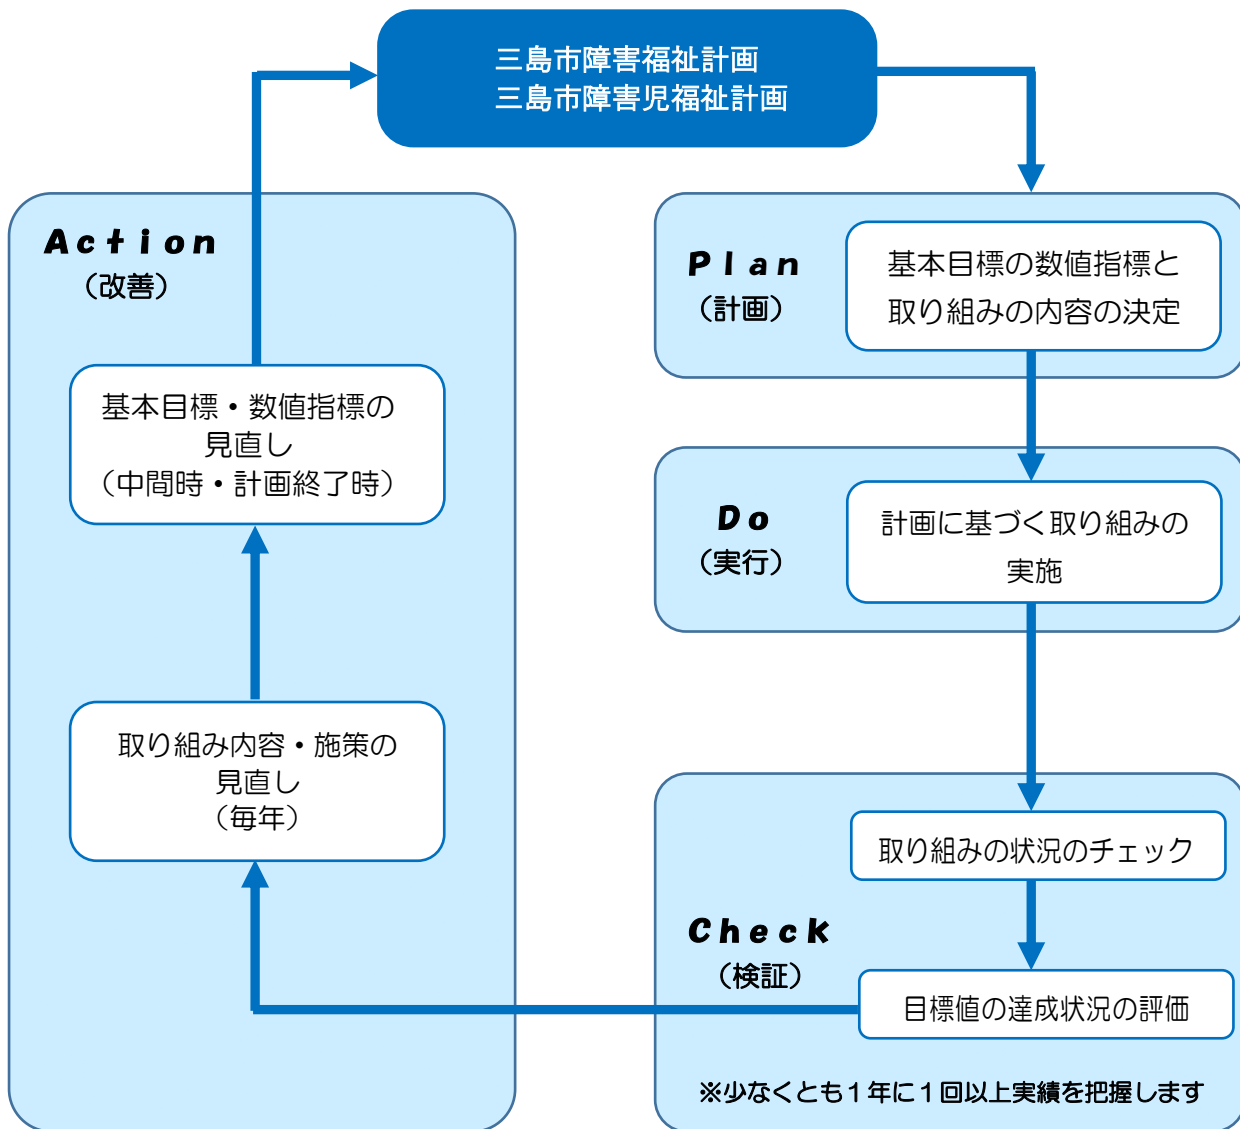 三島市障害福祉計画
三島市障害児福祉計画
Plan
（計画）
基本目標の数値指標と
取り組みの内容の決定
Do
（実行）
計画に基づく取り組みの
実施
Check
（検証）
取り組みの状況のチェック
目標値の達成状況の評価
※少なくとも１年に１回以上実績を把握します
Action
（改善）
基本目標・数値指標の
見直し
（中間時・計画終了時）
取り組み内容・施策の
見直し
（毎年）